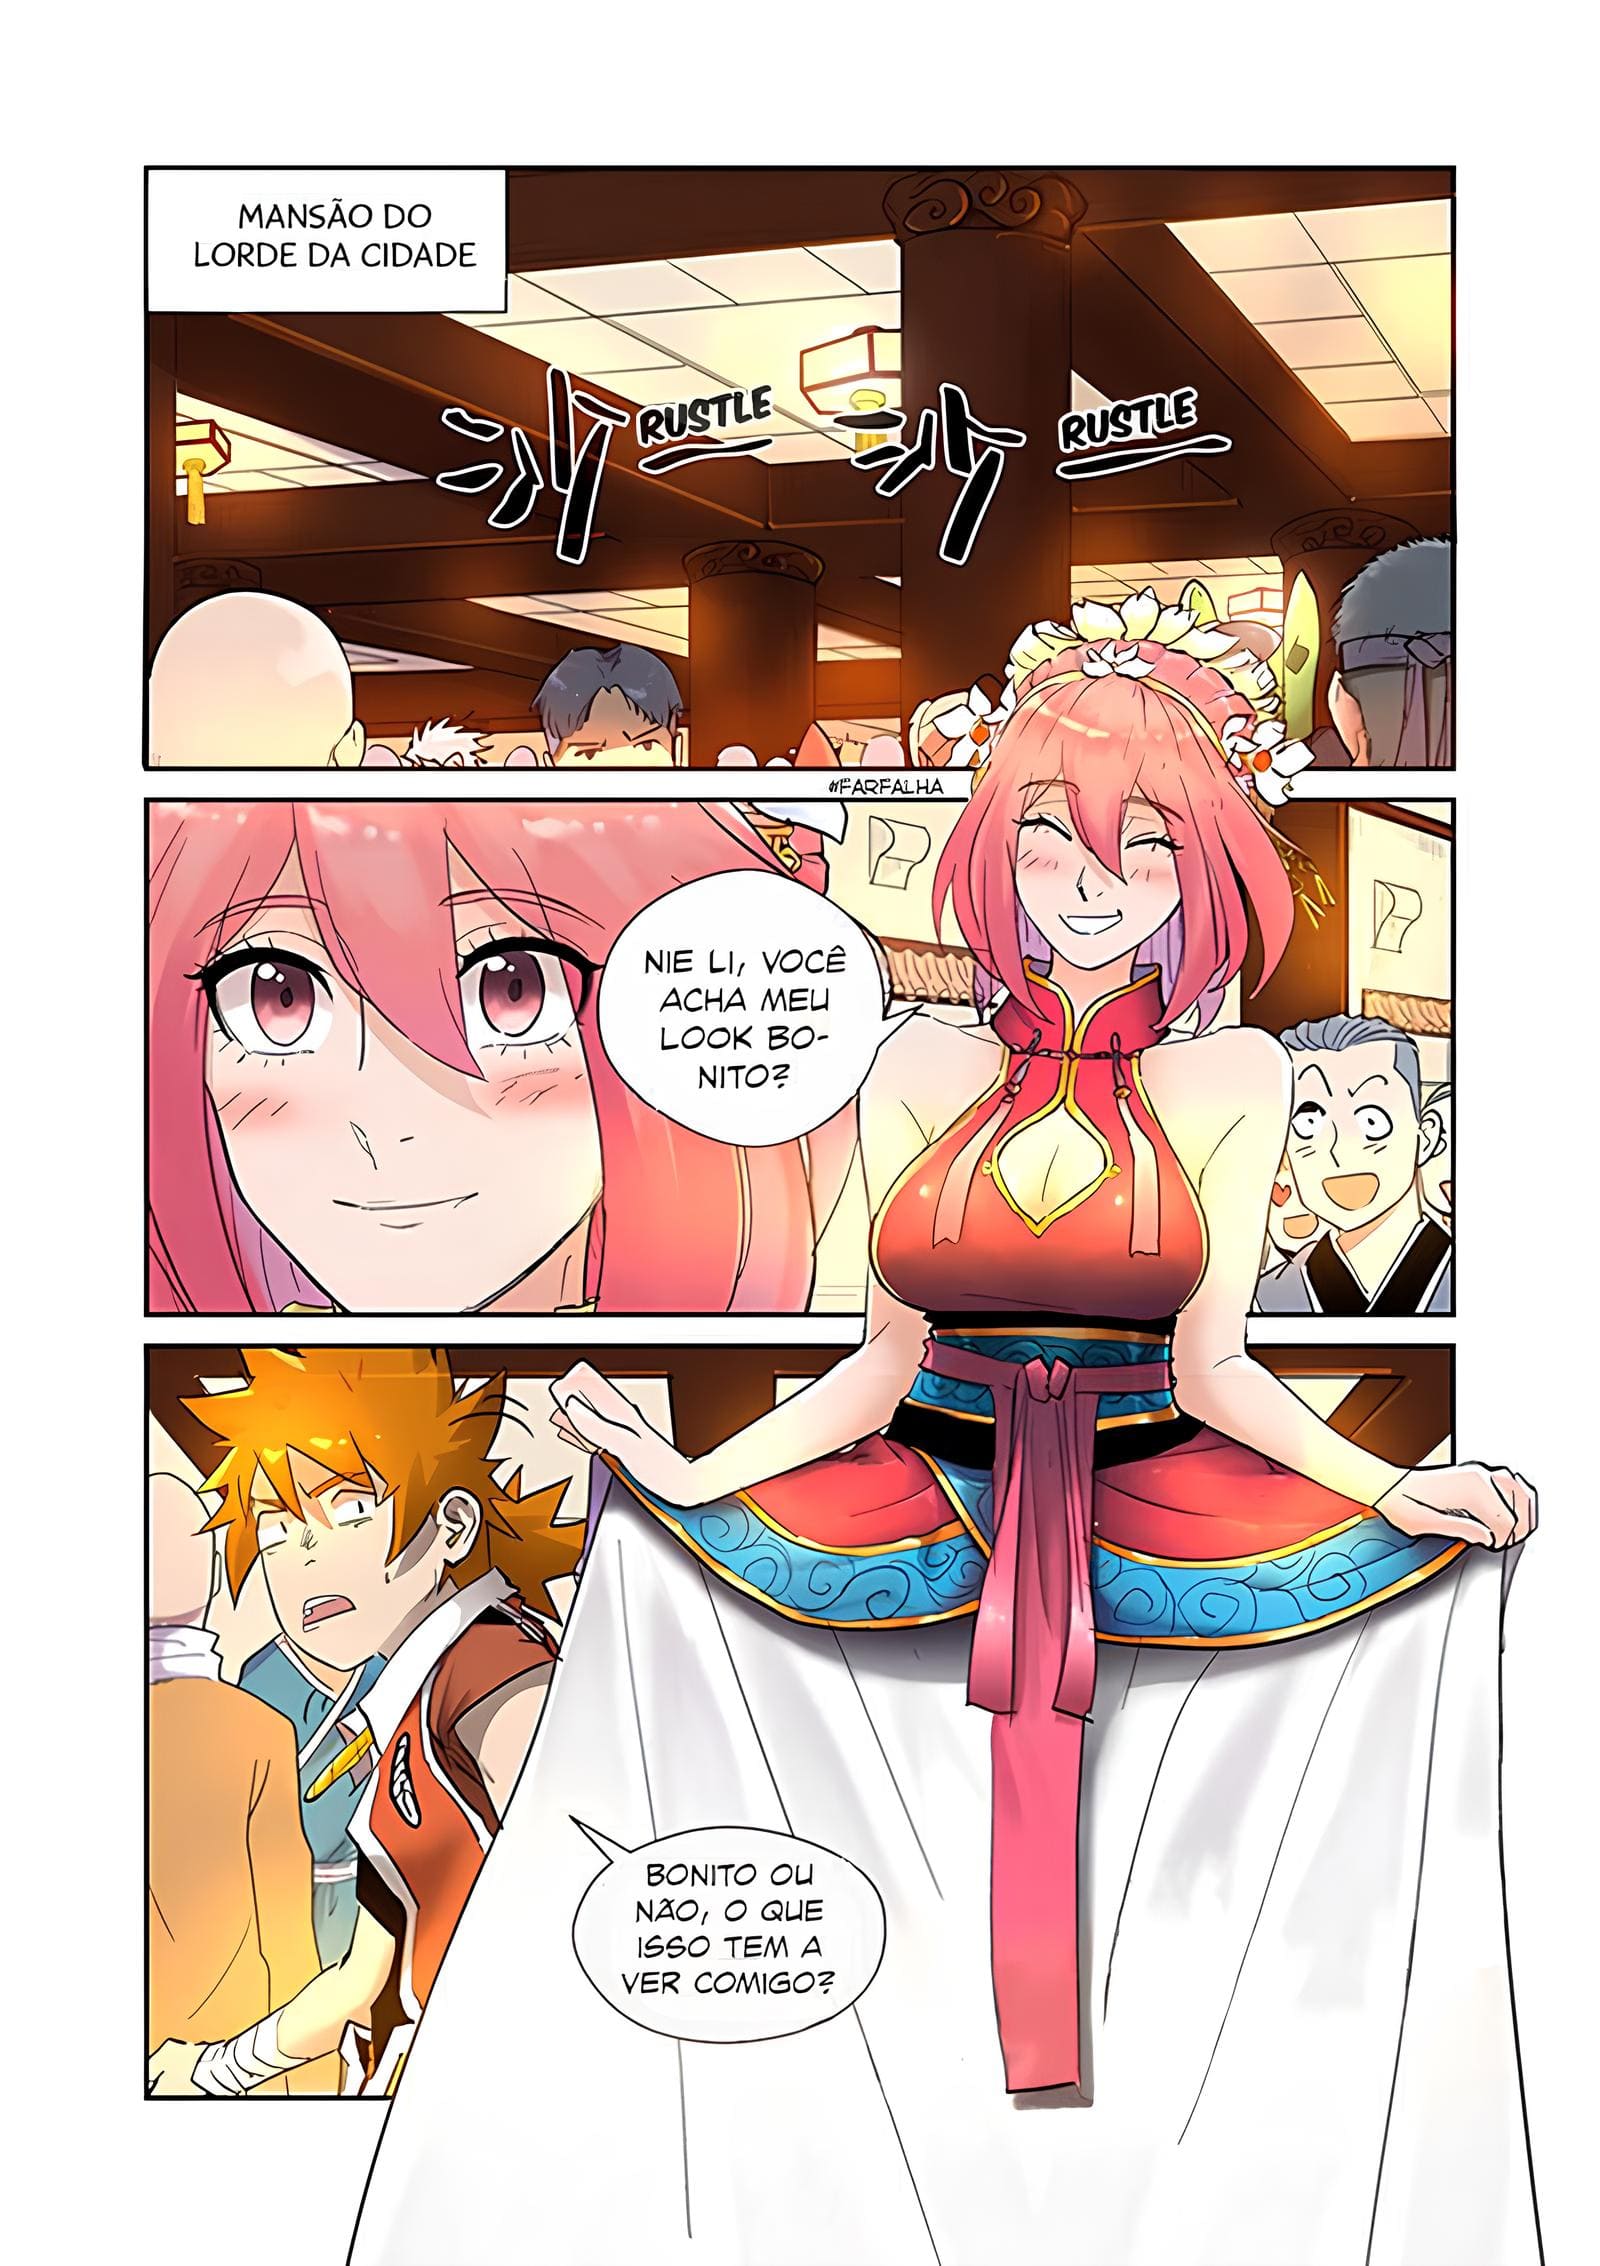 MANSÃO DO
LORDE DA CIDADE
沙 RUSTLE
沙 RUSTLE
#FARFALHA
NIE LI, VOCÊ
ACHA MEU
LOOK BO-
NITO?
BONITO OU
NÃO, O QUE
ISSO TEM A
VER COMIGO?